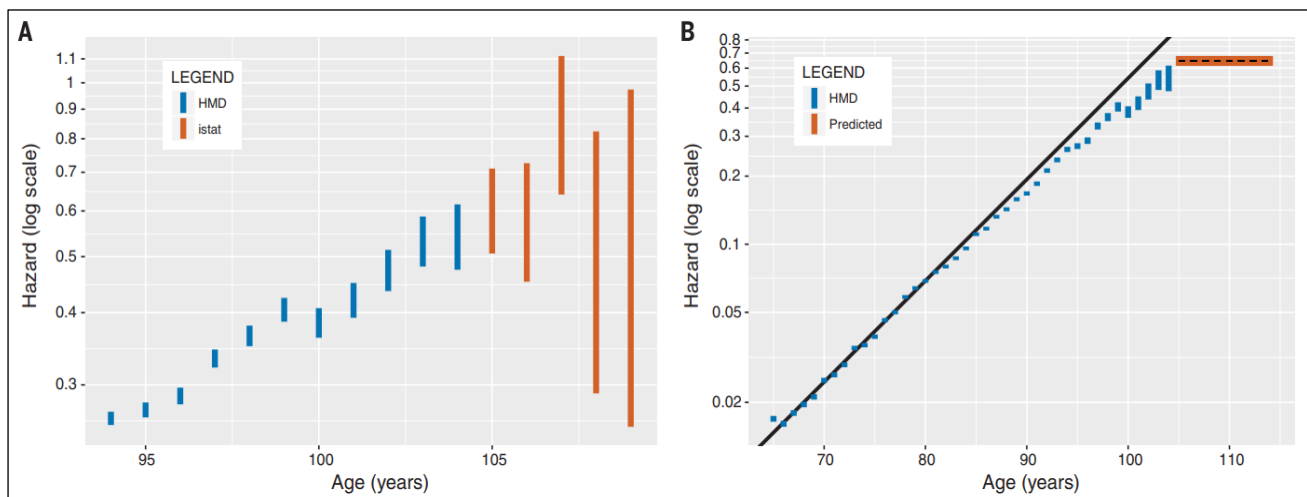 A
Hazard (log scale)
1.1
1
0.9
0.8
0.7
0.6
0.5
0.4
0.3
LEGEND
HMD
istat
95
100
105
Age (years)
B
Hazard (log scale)
0.8
0.7
0.6
0.5
0.4
0.3
0.2
0.1
0.05
0.02
LEGEND
HMD
Predicted
70
80
90
100
110
Age (years)